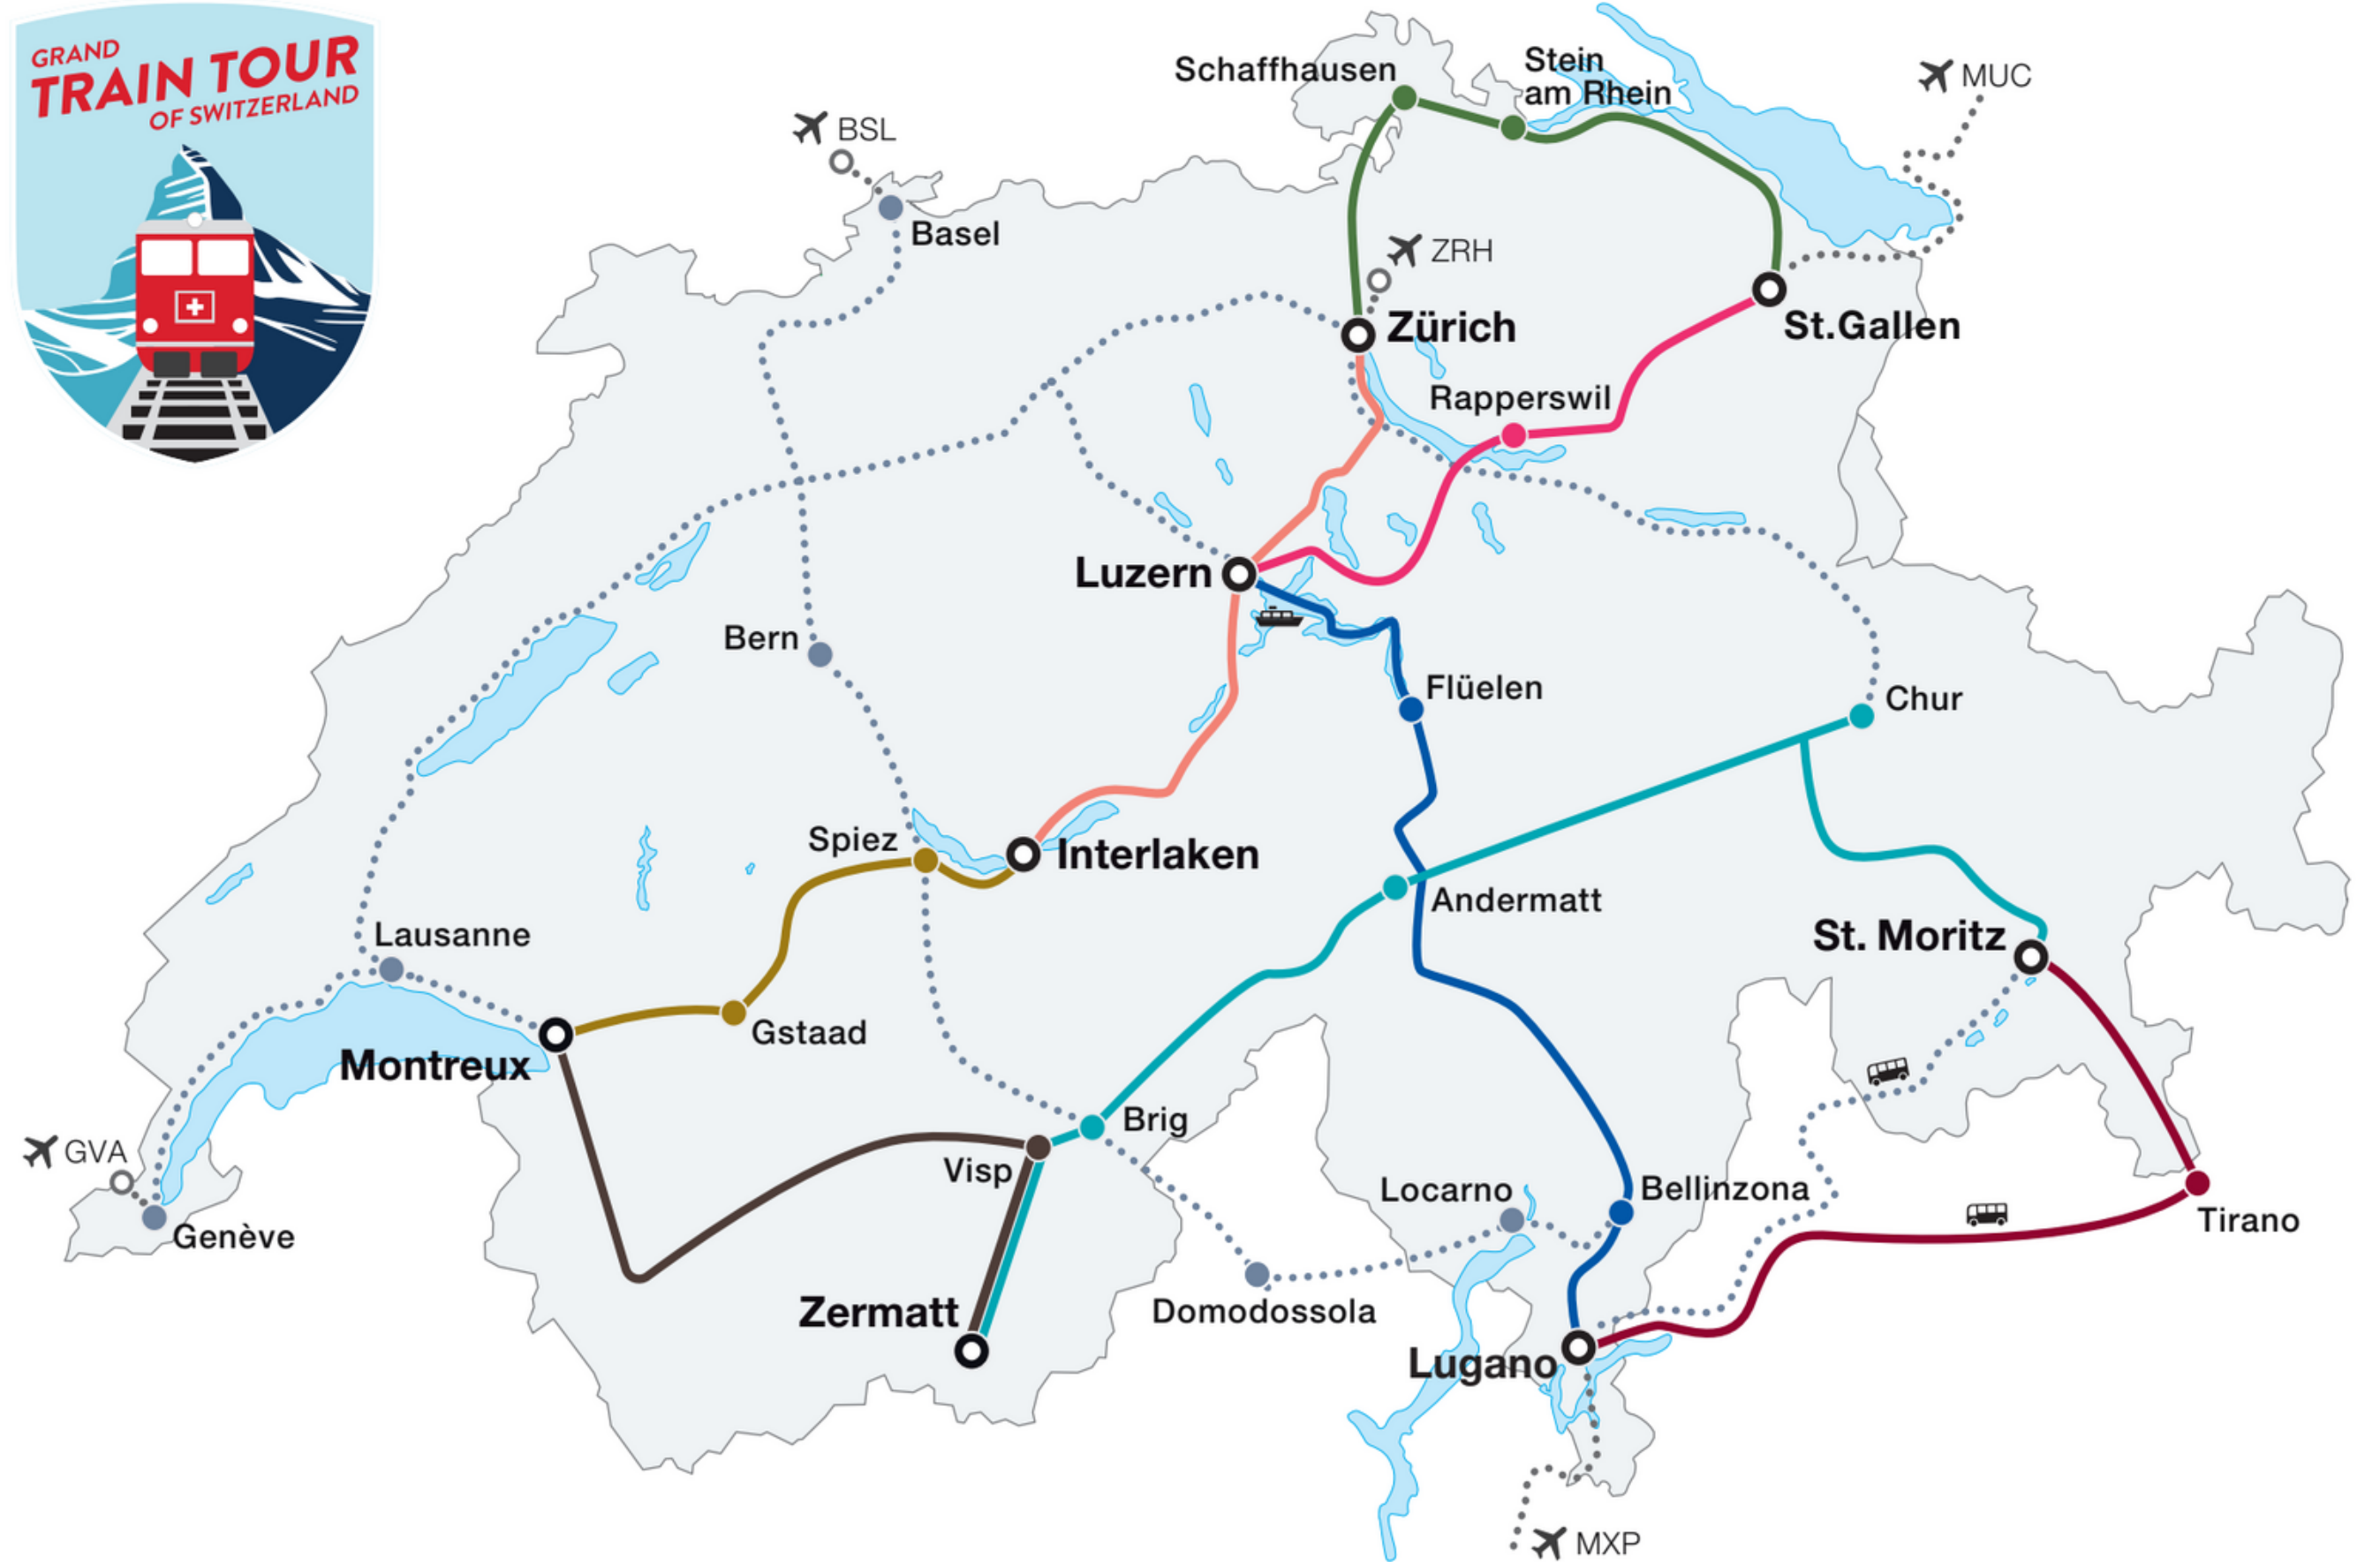 GRAND
TRAIN TOUR
OF SWITZERLAND
Schaffhausen
Stein
am Rhein
MUC
BSL
Basel
ZRH
Zürich
St.Gallen
Rapperswil
Luzern
Bern
Flüelen
Chur
Spiez
Interlaken
Andermatt
Lausanne
St. Moritz
Gstaad
Montreux
Brig
GVA
Visp
Locarno
Bellinzona
Genève
Tirano
Zermatt
Domodossola
Lugano
MXP